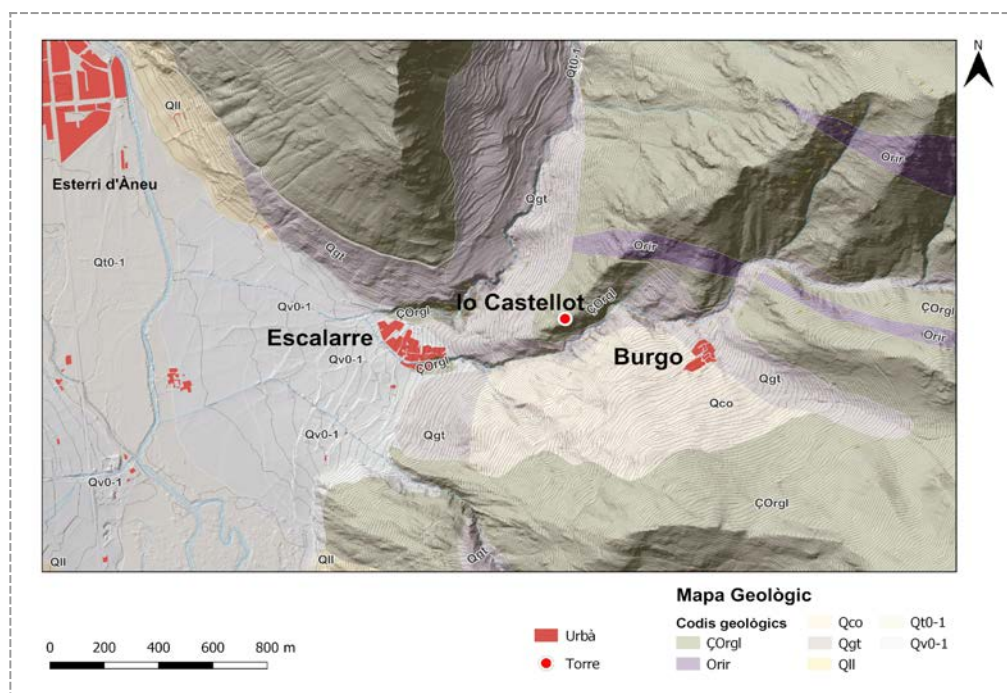 N
Qt0-1
Qll
Esterri d'Àneu
Orir
Qgt
Qt0-1
Qgt
Orir
Qv0-1
ÇOrgl
lo Castellot
ÇOrgl
ÇOrgl
Escalarre
Qv0-1
ÇOrgl
Burgo
Orir
Qgt
Qco
Qgt
Qv0-1
Qv0-1
ÇOrgl
Qll
Qll
Qgt
Mapa Geològic
Codis geològics
ÇOrgl
Orir
Qco
Qgt
Qll
Qt0-1
Qv0-1
Urbà
Torre
0 200 400 600 800 m